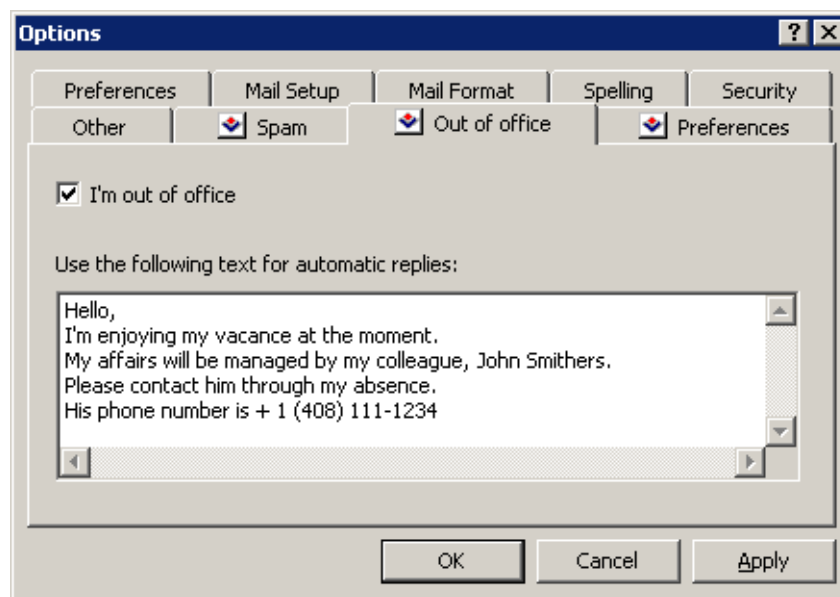 Options
Preferences Mail Setup Mail Format Spelling Security
Other Spam Out of office Preferences
I'm out of office
Use the following text for automatic replies:
Hello,
I'm enjoying my vacance at the moment.
My affairs will be managed by my colleague, John Smithers.
Please contact him through my absence.
His phone number is + 1 (408) 111-1234
OK Cancel Apply